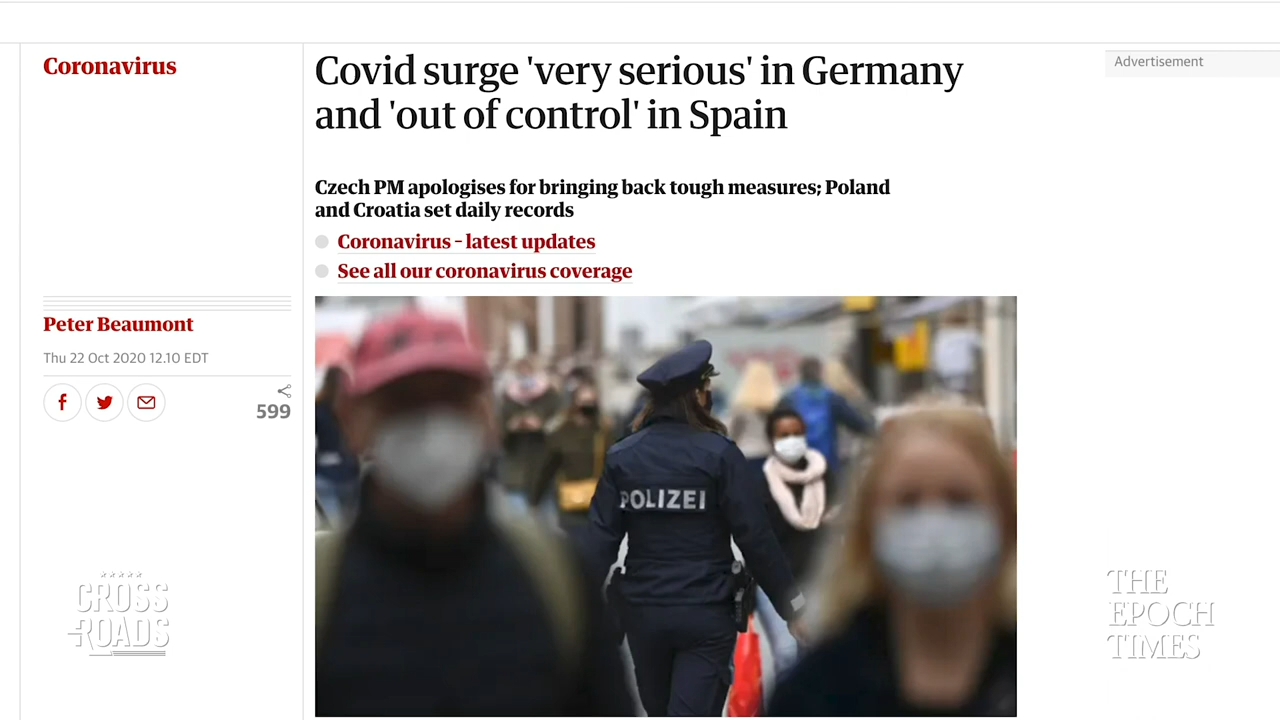 Coronavirus
Covid surge 'very serious' in Germany
and 'out of control' in Spain
Advertisement
Czech PM apologises for bringing back tough measures; Poland
and Croatia set daily records
Coronavirus – latest updates
See all our coronavirus coverage
Peter Beaumont
Thu 22 Oct 2020 12.10 EDT
599
POLIZEI
CROSS
ROADS
THE
EPOCH
TIMES